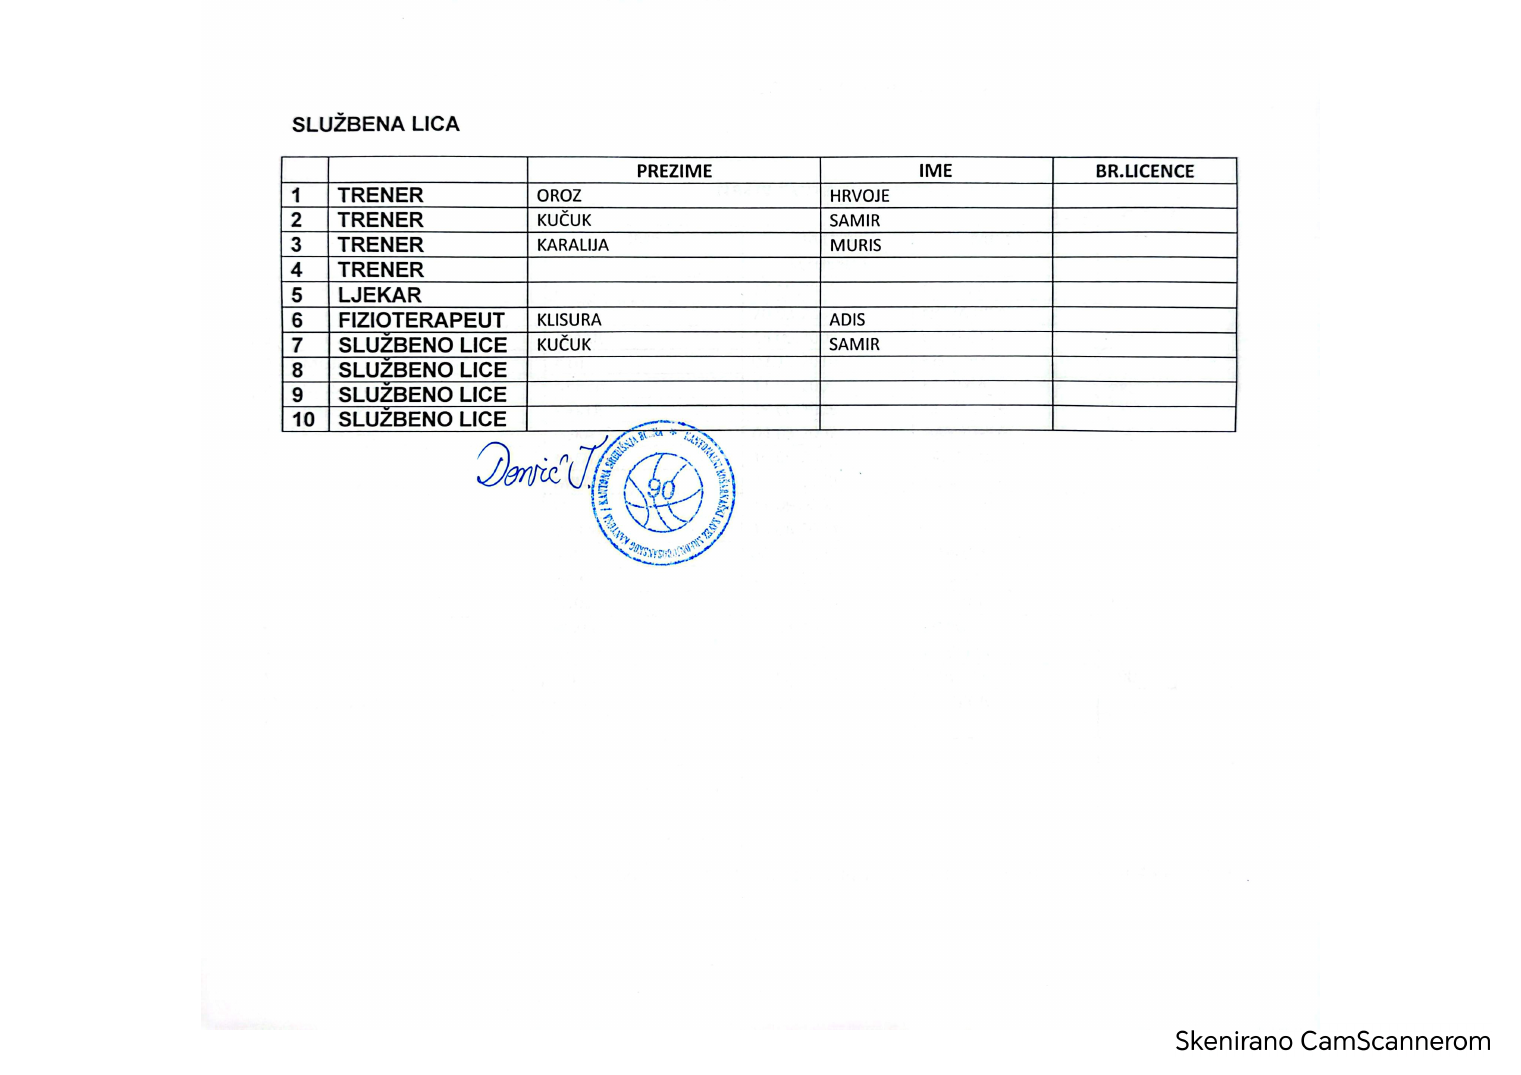 SLUŽBENA LICA
PREZIME IME BR.LICENCE
1 TRENER OROZ HRVOJE
2 TRENER KUČUK SAMIR
3 TRENER KARALIJA MURIS
4 TRENER
5 LJEKAR
6 FIZIOTERAPEUT KLISURA ADIS
7 SLUŽBENO LICE KUČUK SAMIR
8 SLUŽBENO LICE
9 SLUŽBENO LICE
10 SLUŽBENO LICE
90
Skenirano CamScannerom